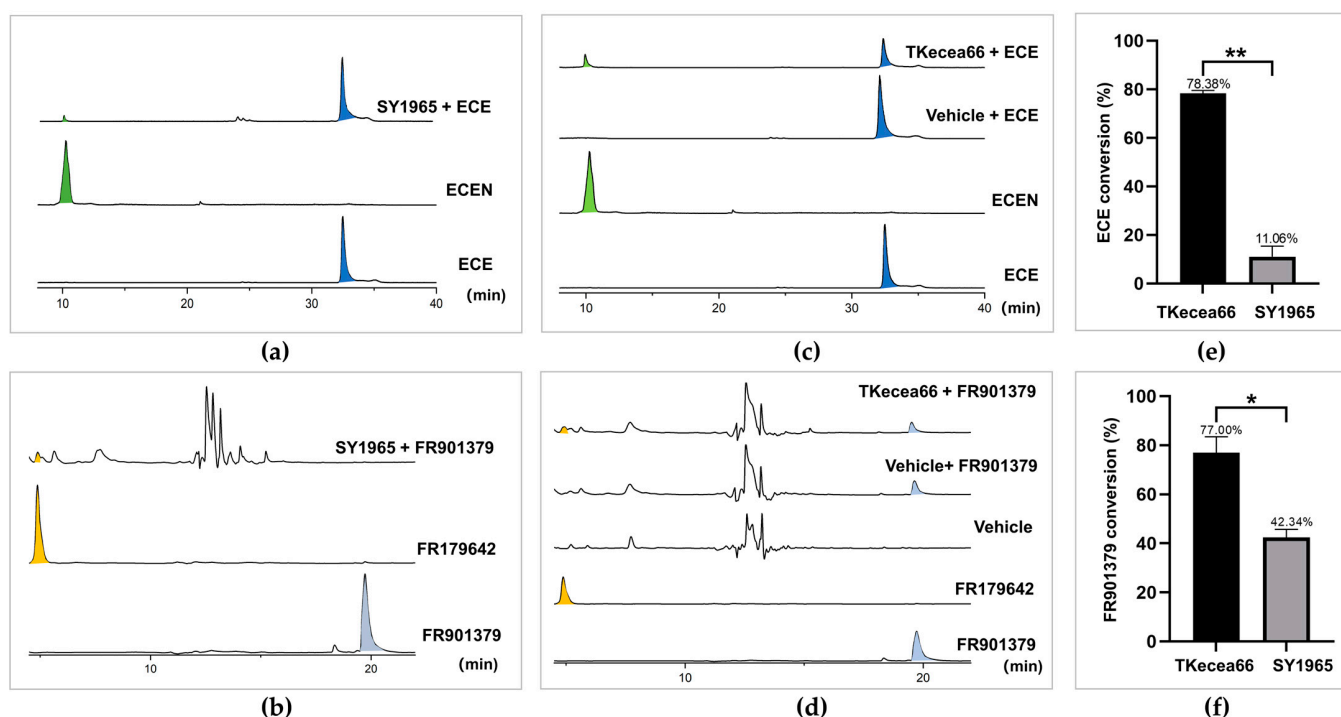 SY1965 + ECE
ECEN
ECE
10 20 30 40
(min)
(a)
TKecea66 + ECE
Vehicle + ECE
ECEN
ECE
10 20 30 40
(min)
(c)
ECE conversion (%)
100
80
60
40
20
0
**
78.38%
11.06%
TKecea66 SY1965
(e)
SY1965 + FR901379
FR179642
FR901379
10 20
(min)
(b)
TKecea66 + FR901379
Vehicle+ FR901379
Vehicle
FR179642
FR901379
10 20
(min)
(d)
FR901379 conversion (%)
100
80
60
40
20
0
*
77.00%
42.34%
TKecea66 SY1965
(f)